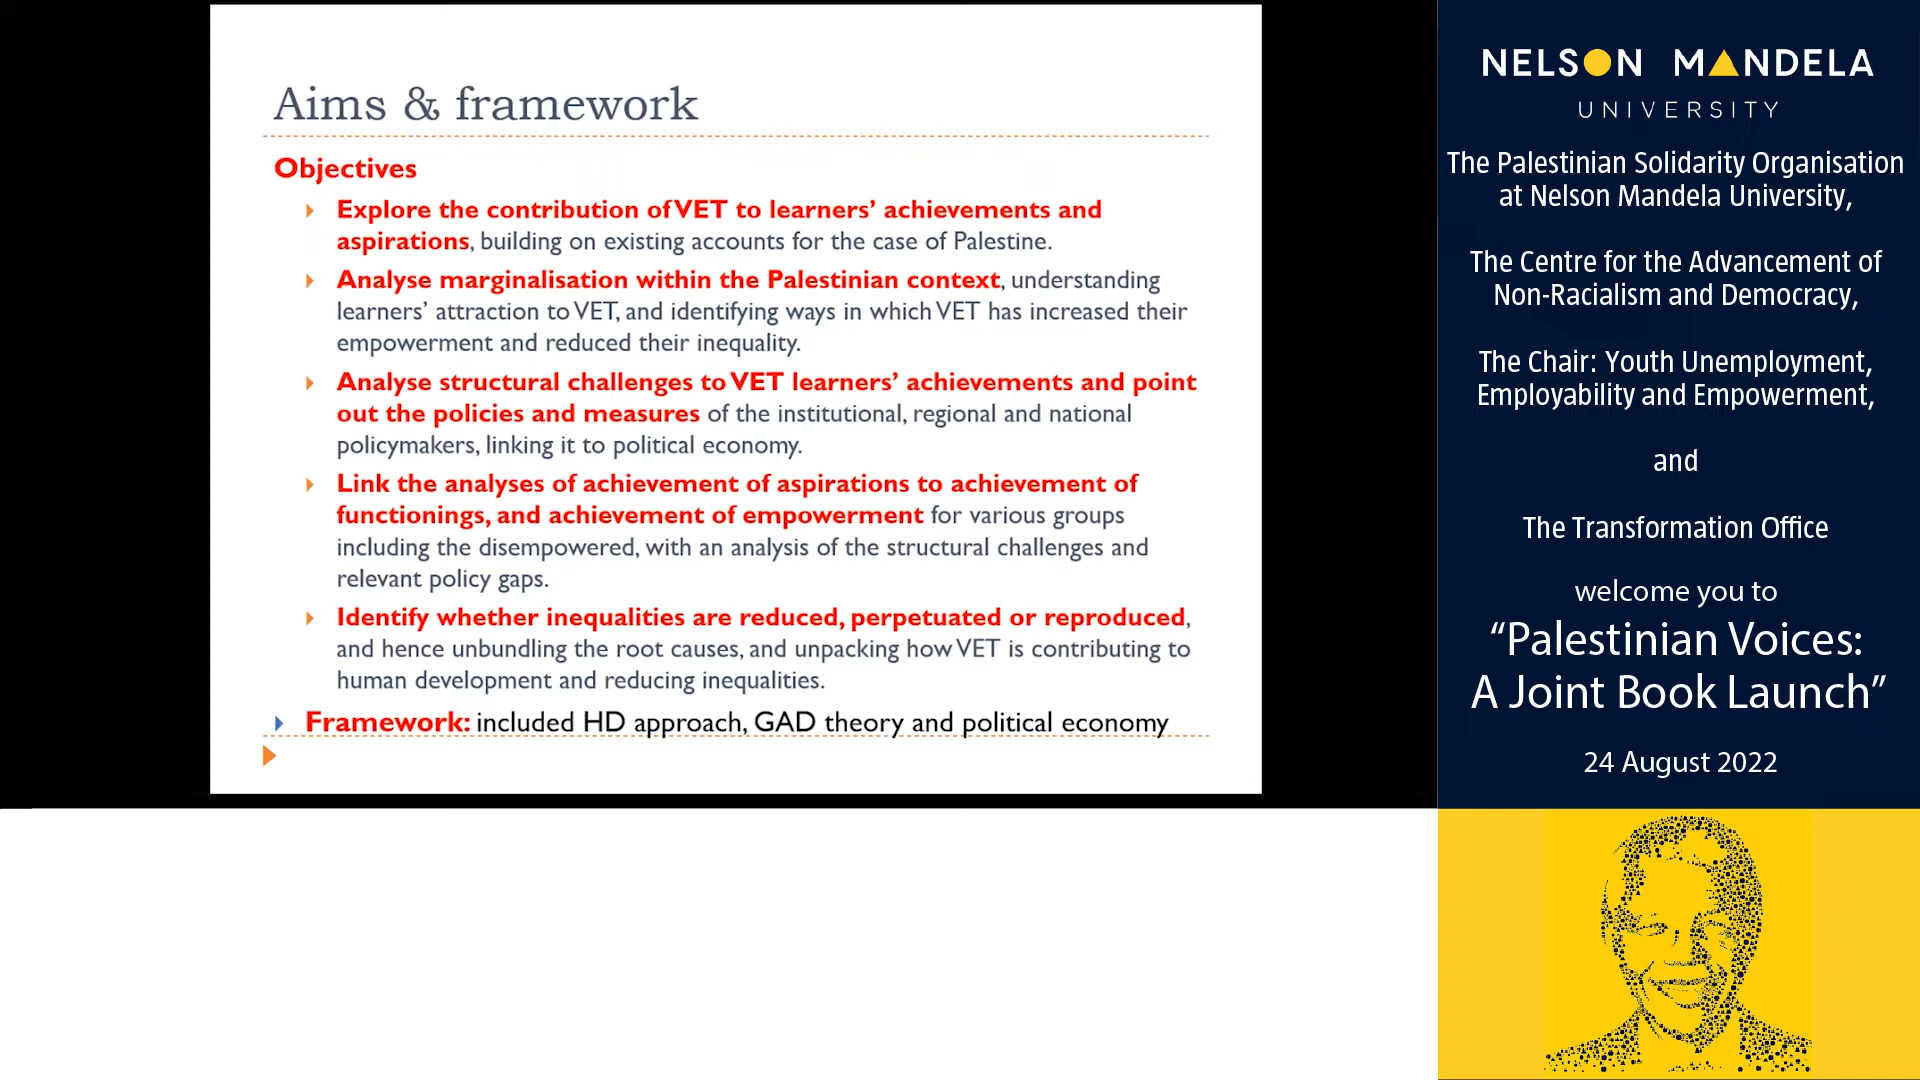 Aims & framework
Objectives
Explore the contribution of VET to learners’ achievements and
aspirations, building on existing accounts for the case of Palestine.
Analyse marginalisation within the Palestinian context, understanding
learners’ attraction to VET, and identifying ways in which VET has increased their
empowerment and reduced their inequality.
Analyse structural challenges to VET learners’ achievements and point
out the policies and measures of the institutional, regional and national
policymakers, linking it to political economy.
Link the analyses of achievement of aspirations to achievement of
functionings, and achievement of empowerment for various groups
including the disempowered, with an analysis of the structural challenges and
relevant policy gaps.
Identify whether inequalities are reduced, perpetuated or reproduced,
and hence unbundling the root causes, and unpacking how VET is contributing to
human development and reducing inequalities.
Framework: included HD approach, GAD theory and political economy
NELSON MANDELA
UNIVERSITY
The Palestinian Solidarity Organisation
at Nelson Mandela University,
The Centre for the Advancement of
Non-Racialism and Democracy,
The Chair: Youth Unemployment,
Employability and Empowerment,
and
The Transformation Office
welcome you to
“Palestinian Voices:
A Joint Book Launch”
24 August 2022